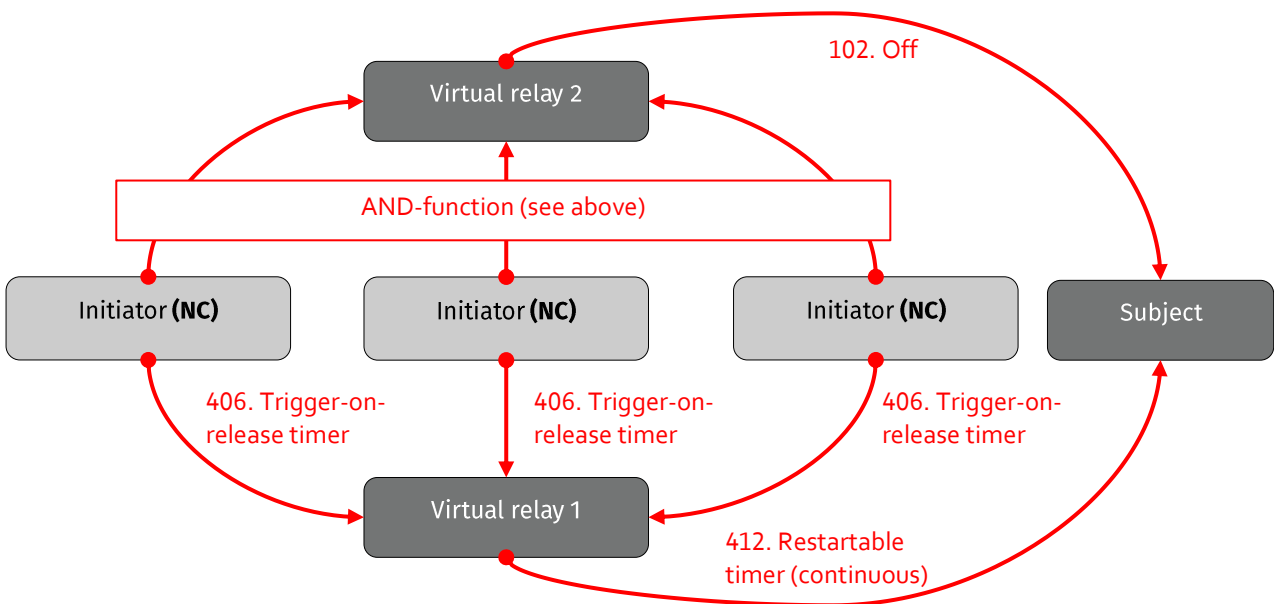 102. Off
Virtual relay 2
AND-function (see above)
Initiator (NC)
Initiator (NC)
Initiator (NC)
Subject
406. Trigger-on-
release timer
406. Trigger-on-
release timer
406. Trigger-on-
release timer
Virtual relay 1
412. Restartable
timer (continuous)